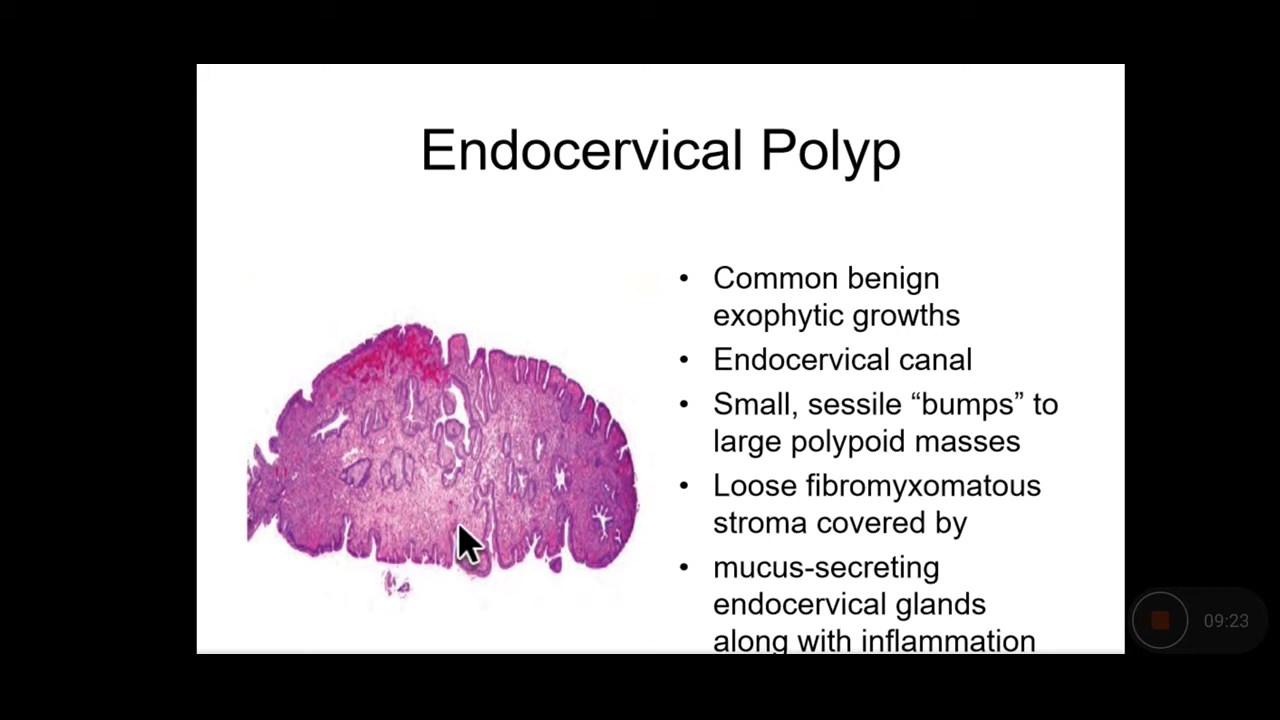 Endocervical Polyp
• Common benign
exophytic growths
• Endocervical canal
• Small, sessile “bumps” to
large polypoid masses
• Loose fibromyxomatous
stroma covered by
• mucus-secreting
endocervical glands
along with inflammation
09:23